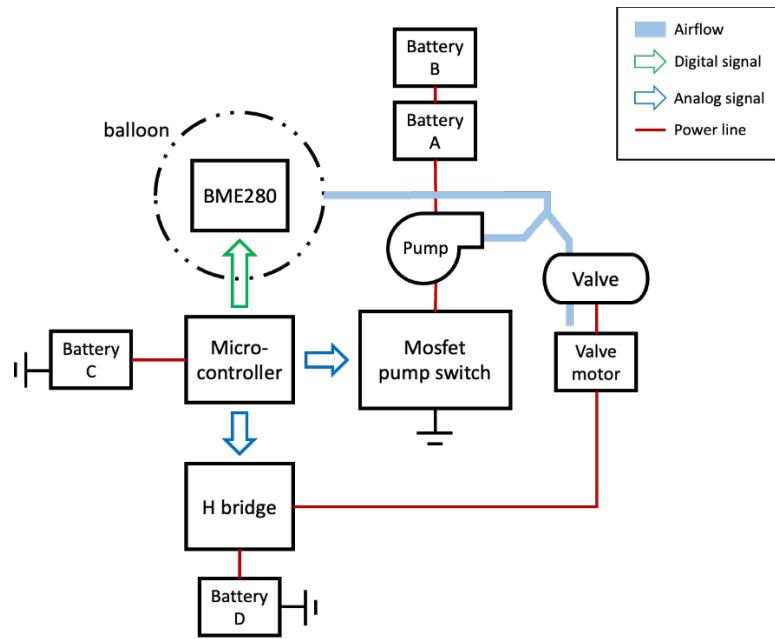 Battery
B
Airflow
Digital signal
Analog signal
Power line
Battery
A
balloon
BME280
Pump
Valve
Battery
C
Micro-
controller
Mosfet
pump switch
Valve
motor
H bridge
Battery
D